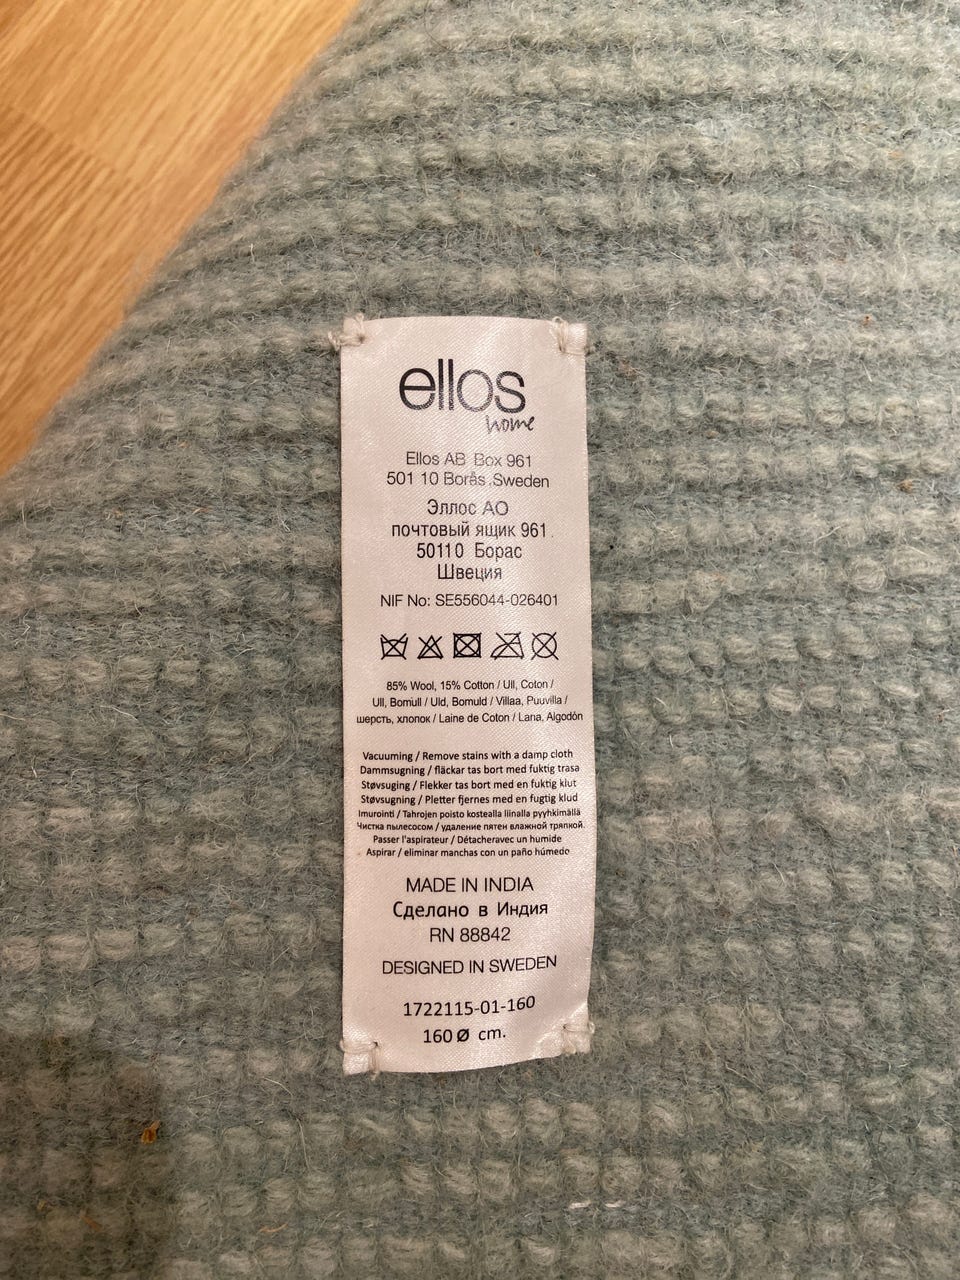 ellos
home
Ellos AB Box 961
501 10 Borås ,Sweden
Эллос АО
почтовый ящик 961
50110 Борас
Швеция
NIF No: SE556044-026401
85% Wool, 15% Cotton / Ull, Coton /
Ull, Bomull / Uld, Bomuld / Villaa, Puuvilla /
шерсть, хлопок / Laine de Coton / Lana, Algodón
Vacuuming / Remove stains with a damp cloth
Dammsugning / fläckar tas bort med fuktig trasa
Støvsuging / Flekker tas bort med en fuktig klut
Støvsugning / Pletter fjernes med en fugtig klud
Imurointi / Tahrojen poisto kostealla liinalla pyyhkimällä
Чистка пылесосом / удаление пятен влажной тряпкой.
Passer l'aspirateur / Détacheravec un humide
Aspirar / eliminar manchas con un paño húmedo
MADE IN INDIA
Сделано в Индия
RN 88842
DESIGNED IN SWEDEN
1722115-01-160
160 Ø cm.